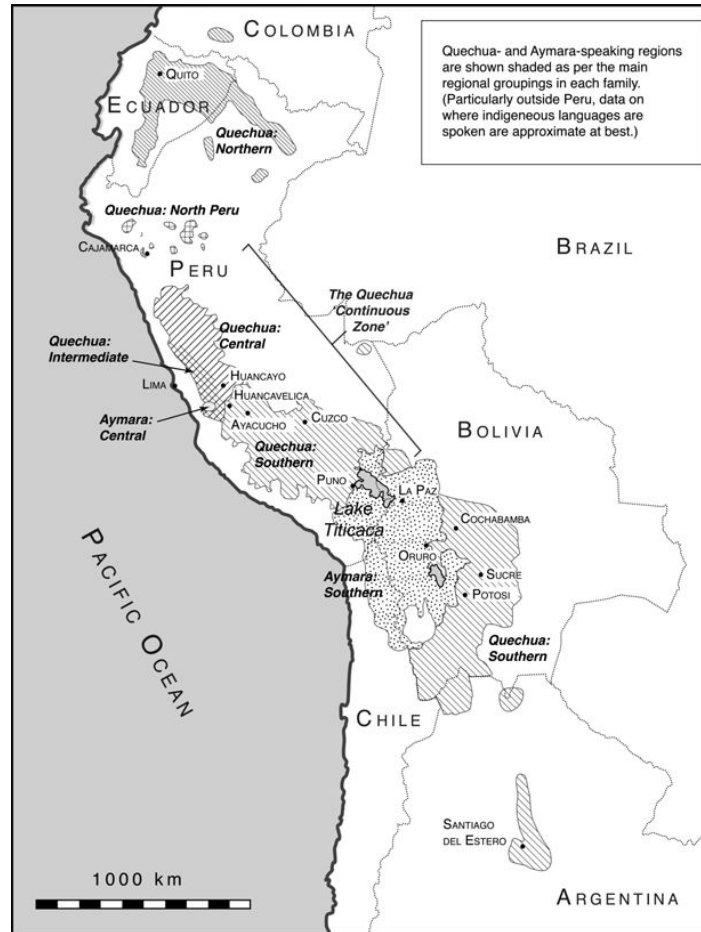 COLOMBIA
Quechua- and Aymara-speaking regions
are shown shaded as per the main
regional groupings in each family.
(Particularly outside Peru, data on
where indigeneous languages are
spoken are approximate at best.)
QUITO
ECUADOR
Quechua:
Northern
Quechua: North Peru
CAJAMARCA
PERU
BRAZIL
The Quechua
‘Continuous
Zone’
Quechua:
Central
Quechua:
Intermediate
HUANCAYO
LIMA
HUANCAVELICA
Aymara:
Central
AYACUCHO
CUZCO
Quechua:
Southern
BOLIVIA
PUNO
LA PAZ
Lake
Titicaca
COCHABAMBA
ORURO
Aymara:
Southern
SUCRE
POTOSI
Quechua:
Southern
PACIFIC OCEAN
CHILE
SANTIAGO
DEL ESTERO
1000 km
ARGENTINA